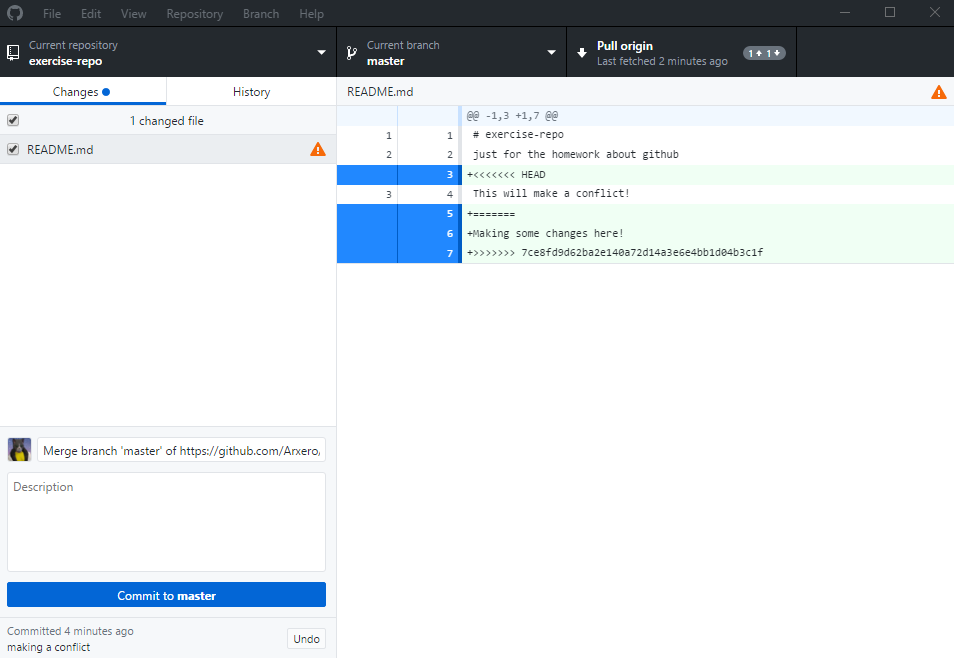 File Edit View Repository Branch Help
Current repository
exercise-repo
Current branch
master
Pull origin
Last fetched 2 minutes ago
1 1
Changes
History
1 changed file
README.md
README.md
@@ -1,3 +1,7 @@
1 1 # exercise-repo
2 2 just for the homework about github
3 +<<<<<<< HEAD
3 4 This will make a conflict!
5 +=======
6 +Making some changes here!
7 +>>>>>>> 7ce8fd9d62ba2e140a72d14a3e6e4bb1d04b3c1f
Merge branch 'master' of https://github.com/Arxero,
Description
Commit to master
Committed 4 minutes ago
making a conflict
Undo